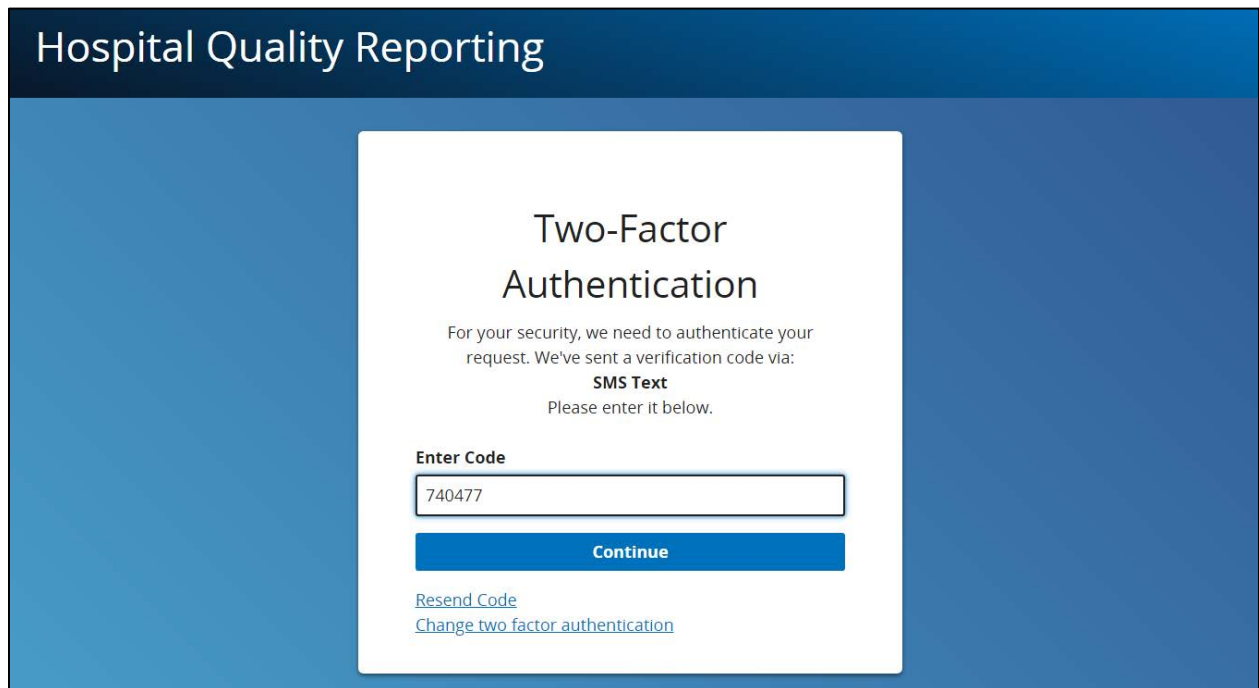 Hospital Quality Reporting
Two-Factor
Authentication
For your security, we need to authenticate your
request. We've sent a verification code via:
SMS Text
Please enter it below.
Enter Code
740477
Continue
Resend Code
Change two factor authentication